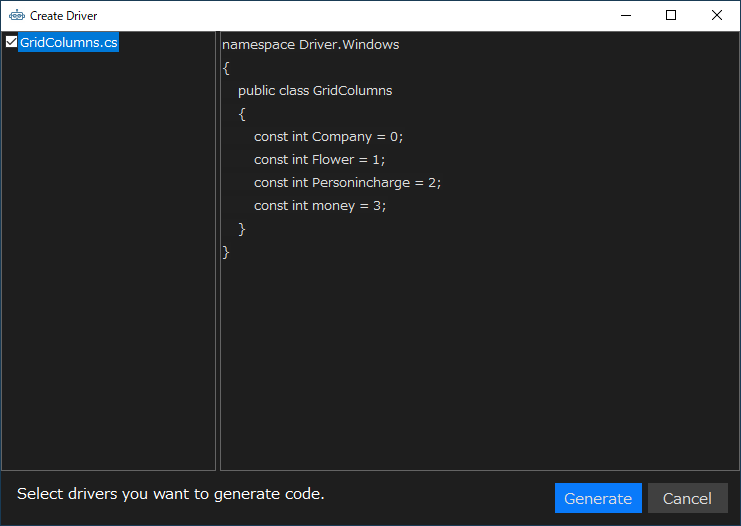 Create Driver
GridColumns.cs
namespace Driver.Windows
{
public class GridColumns
{
const int Company = 0;
const int Flower = 1;
const int Personincharge = 2;
const int money = 3;
}
}
Select drivers you want to generate code.
Generate
Cancel